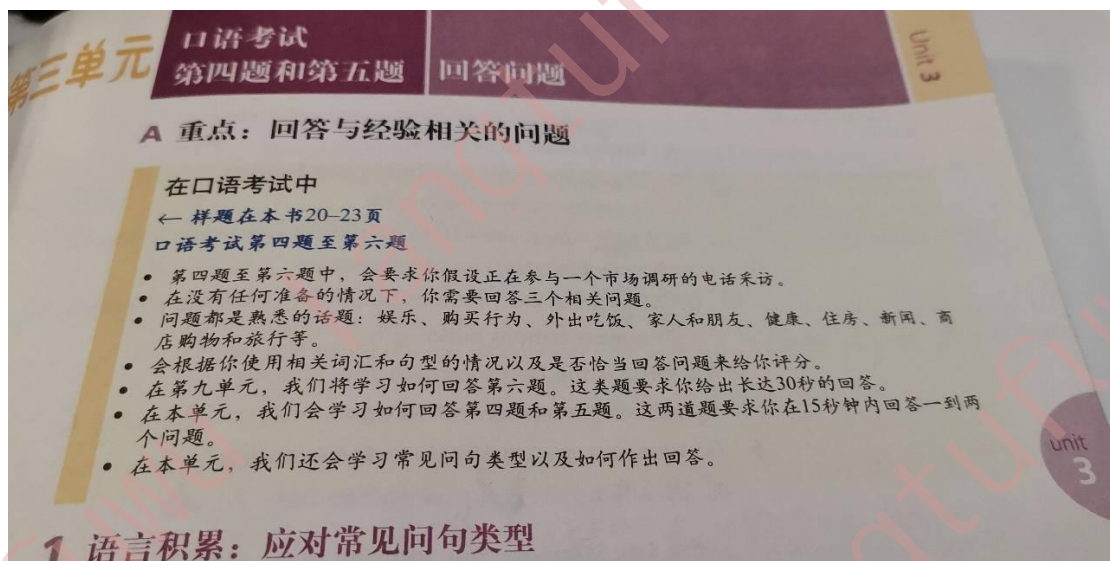 第三单元
口语考试
第四题和第五题
回答问题
Unit 3
A 重点：回答与经验相关的问题
在口语考试中
← 样题在本书20–23页
口语考试第四题至第六题
• 第四题至第六题中，会要求你假设正在参与一个市场调研的电话采访。
• 在没有任何准备的情况下，你需要回答三个相关问题。
• 问题都是熟悉的话题：娱乐、购买行为、外出吃饭、家人和朋友、健康、住房、新闻、商
店购物和旅行等。
• 会根据你使用相关词汇和句型的情况以及是否恰当回答问题来给你评分。
• 在第九单元，我们将学习如何回答第六题。这类题要求你给出长达30秒的回答。
• 在本单元，我们会学习如何回答第四题和第五题。这两道题要求你在15秒钟内回答一到两
个问题。
• 在本单元，我们还会学习常见问句类型以及如何作出回答。
unit
3
1 语言积累：应对常见问句类型